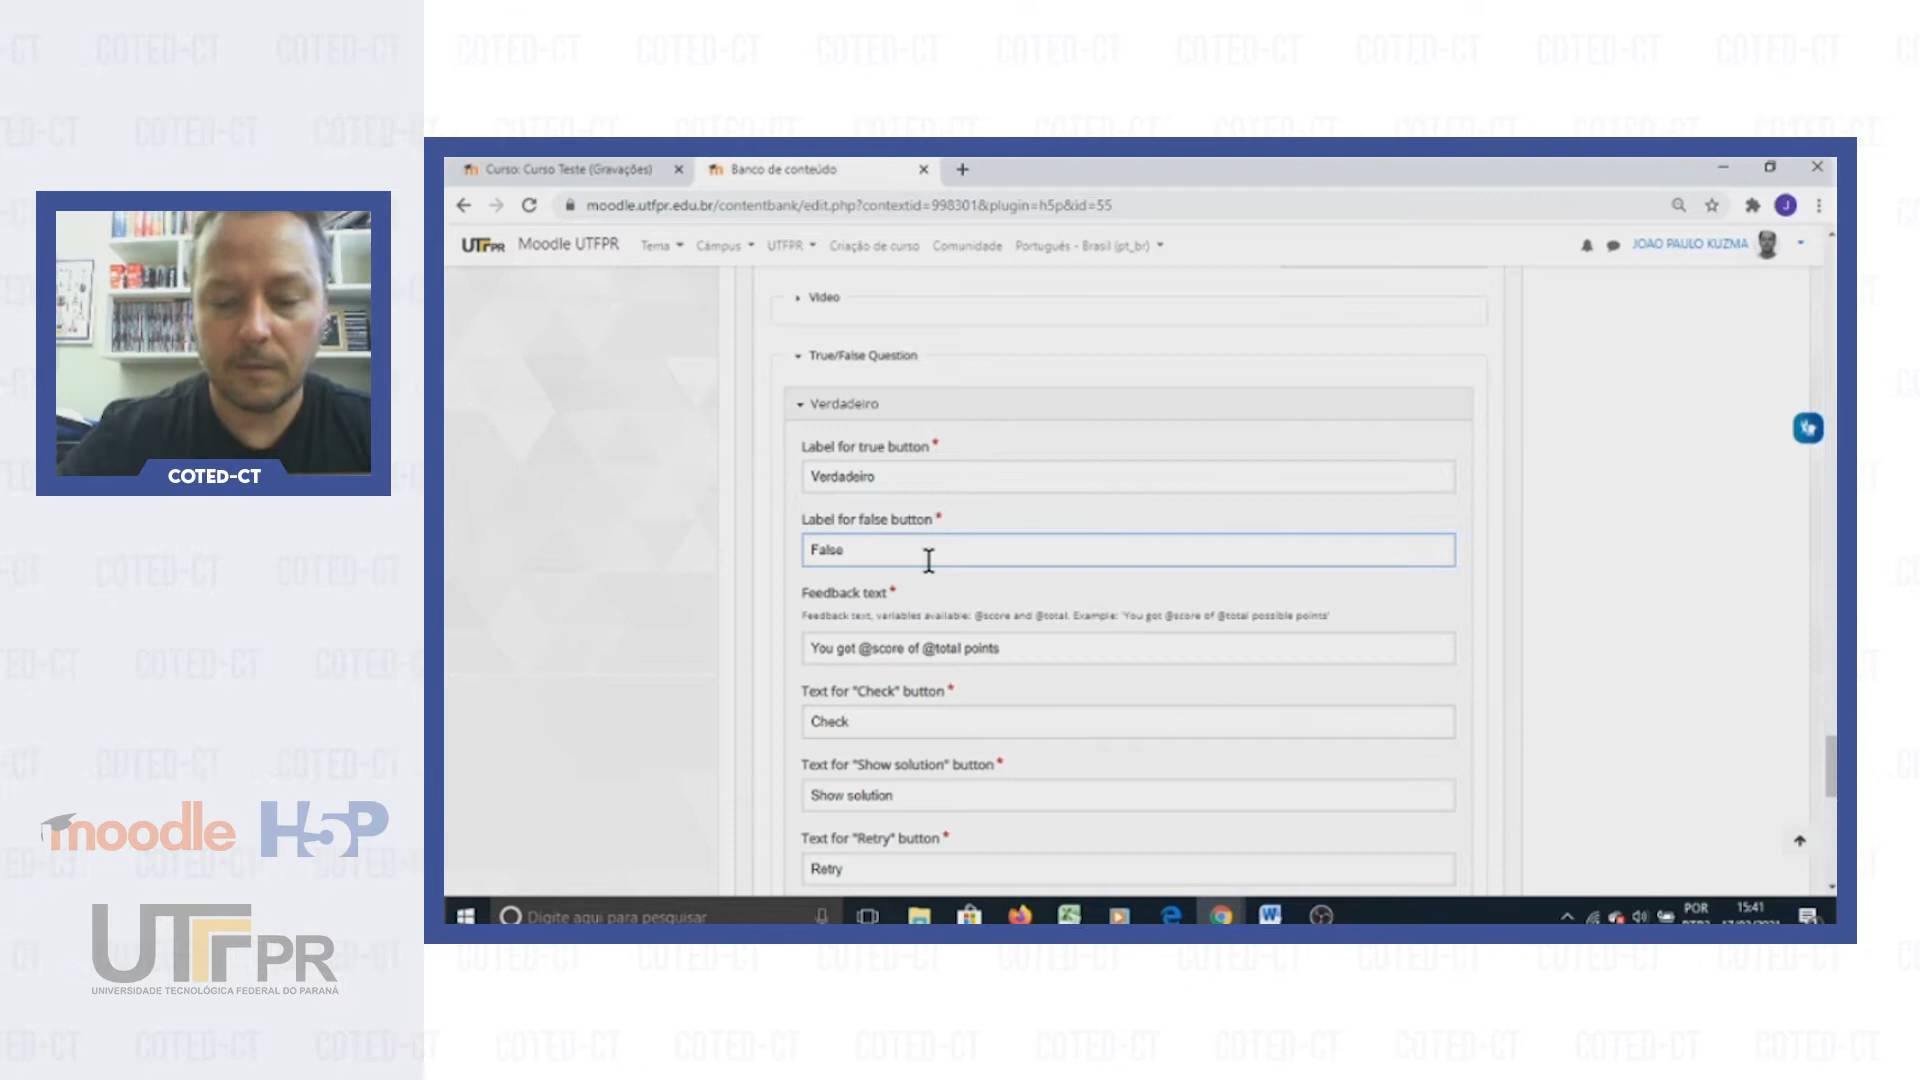 COTED-CT
moodle H5P
UTFPR
UNIVERSIDADE TECNOLÓGICA FEDERAL DO PARANÁ
Curso: Curso Teste (Gravações)
Banco de conteúdo
moodle.utfpr.edu.br/contentbank/edit.php?contextid=998301&plugin=h5p&id=55
J
UTFPR Moodle UTFPR Tema Câmpus UTFPR Criação de curso Comunidade Português - Brasil (pt_br) JOAO PAULO KUZMA
Video
True/False Question
Verdadeiro
Label for true button *
Verdadeiro
Label for false button *
False
Feedback text *
Feedback text, variables available: @score and @total. Example: 'You got @score of @total possible points'
You got @score of @total points
Text for "Check" button *
Check
Text for "Show solution" button *
Show solution
Text for "Retry" button *
Retry
Digite aqui para pesquisar
POR
15:41